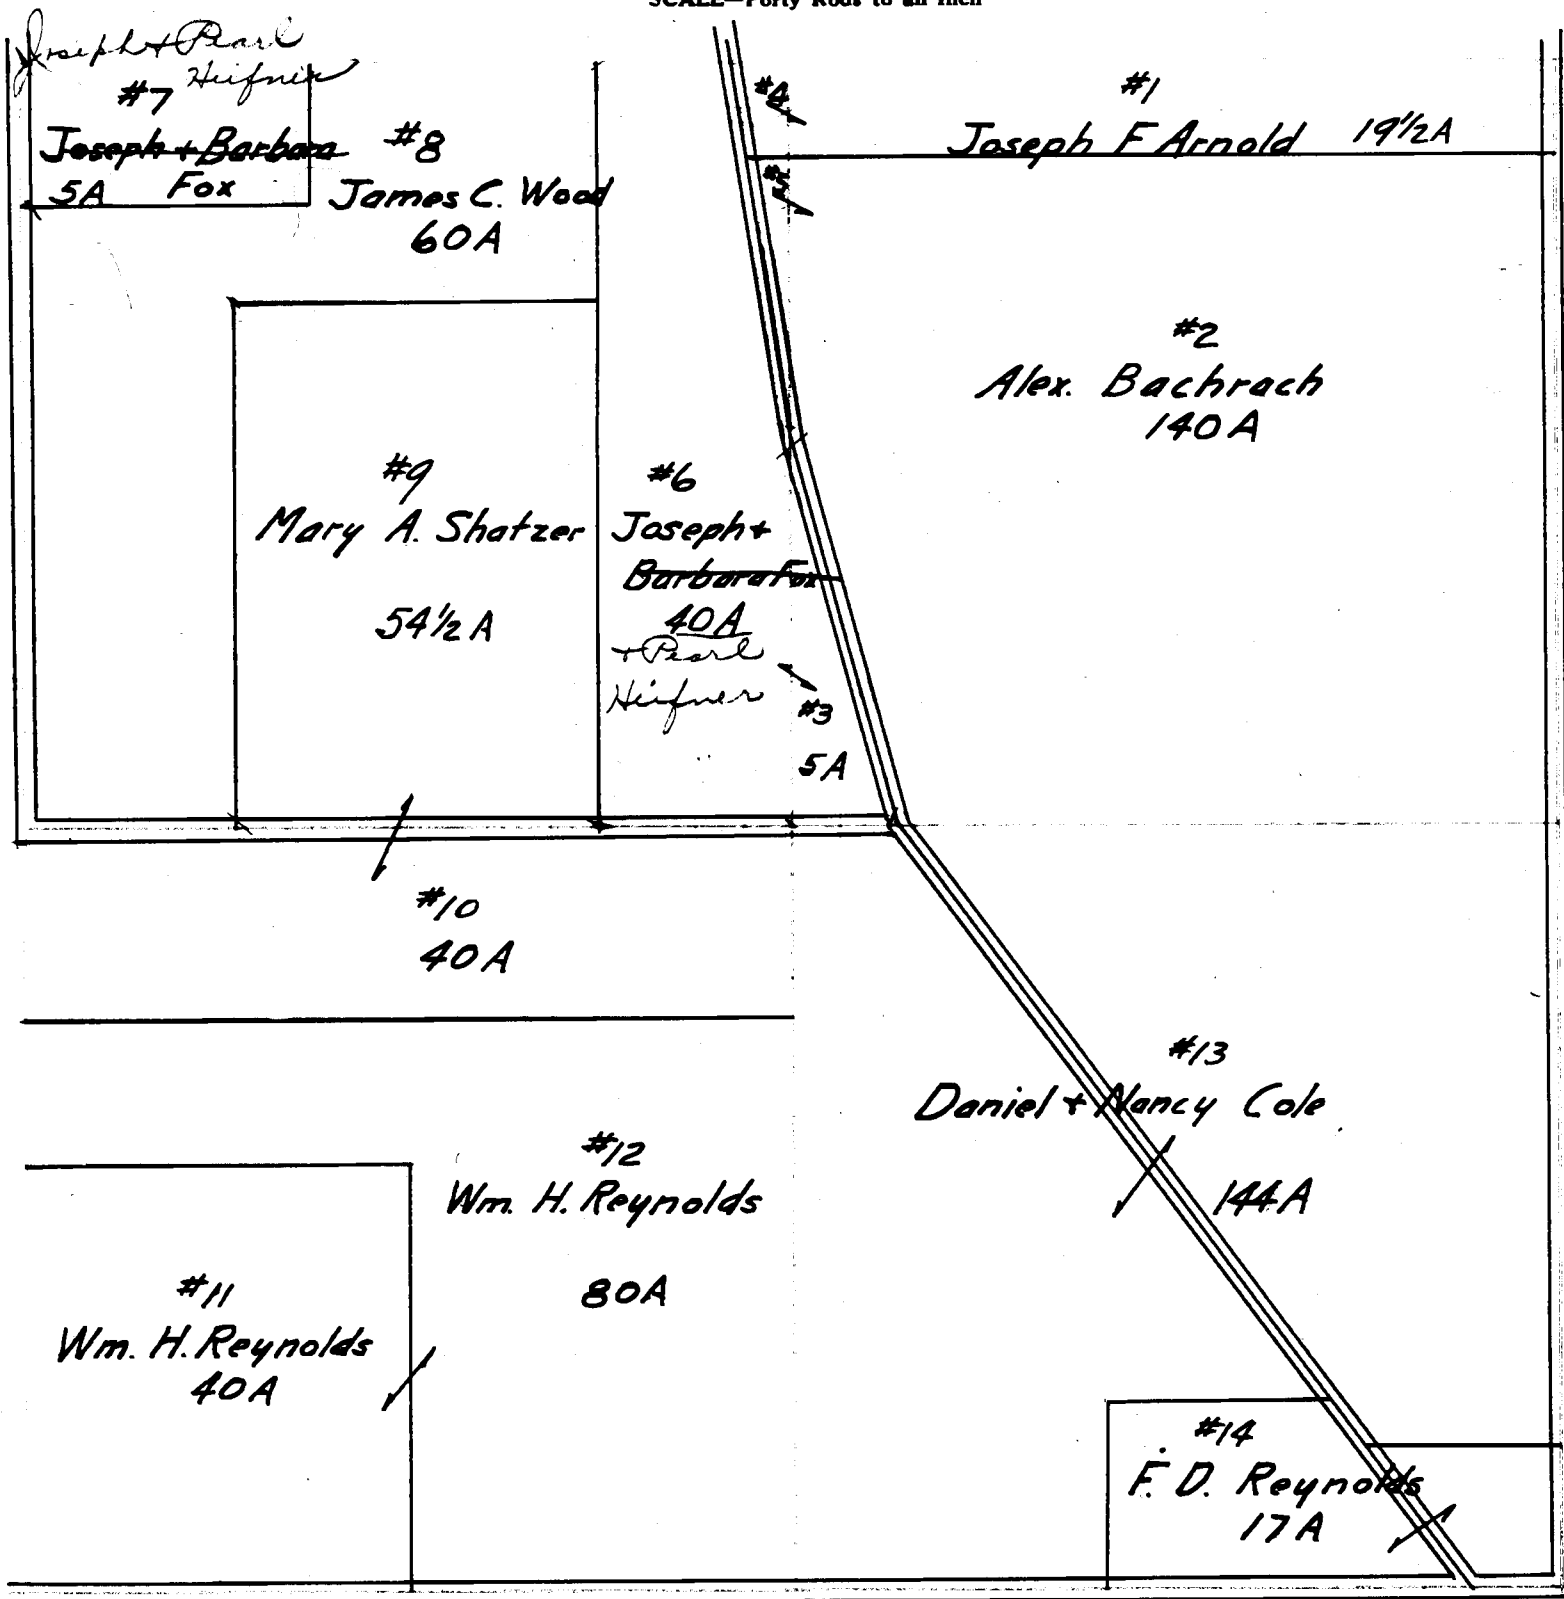 SCALE—Forty Rods to an Inch
Joseph + Pearl
Heifner
#7
Joseph + Barbara
5A Fox
#8
James C. Wood
60A
#4
#5
#1
Joseph F Arnold 19½A
#2
Alex. Bachrach
140A
#9
Mary A. Shatzer
54½A
#6
Joseph +
Barbara Fox
40A
+ Pearl
Heifner
#3
5A
#10
40A
#13
Daniel + Nancy Cole
144A
#12
Wm. H. Reynolds
80A
#11
Wm. H. Reynolds
40A
#14
F. D. Reynolds
17A